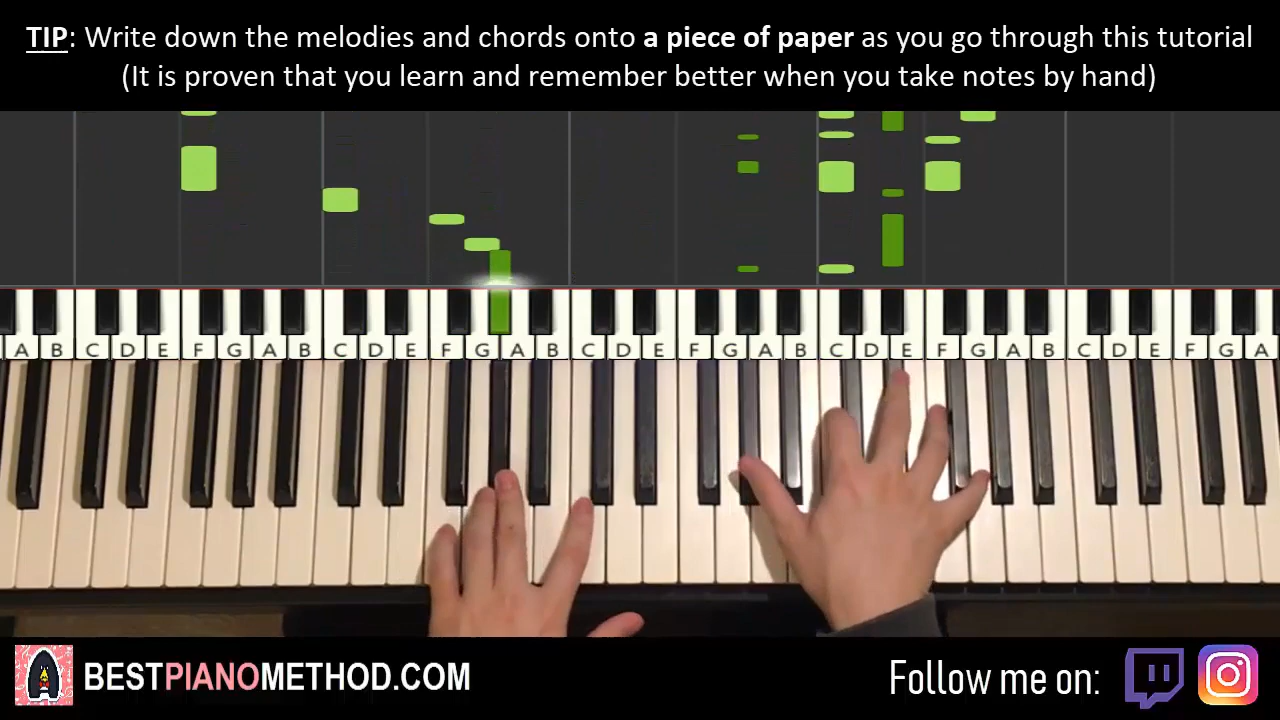 TIP: Write down the melodies and chords onto a piece of paper as you go through this tutorial
(It is proven that you learn and remember better when you take notes by hand)
A B C D E F G A B C D E F G A B C D E F G A B C D E F G A B C D E F G A
BESTPIANOMETHOD.COM
Follow me on: